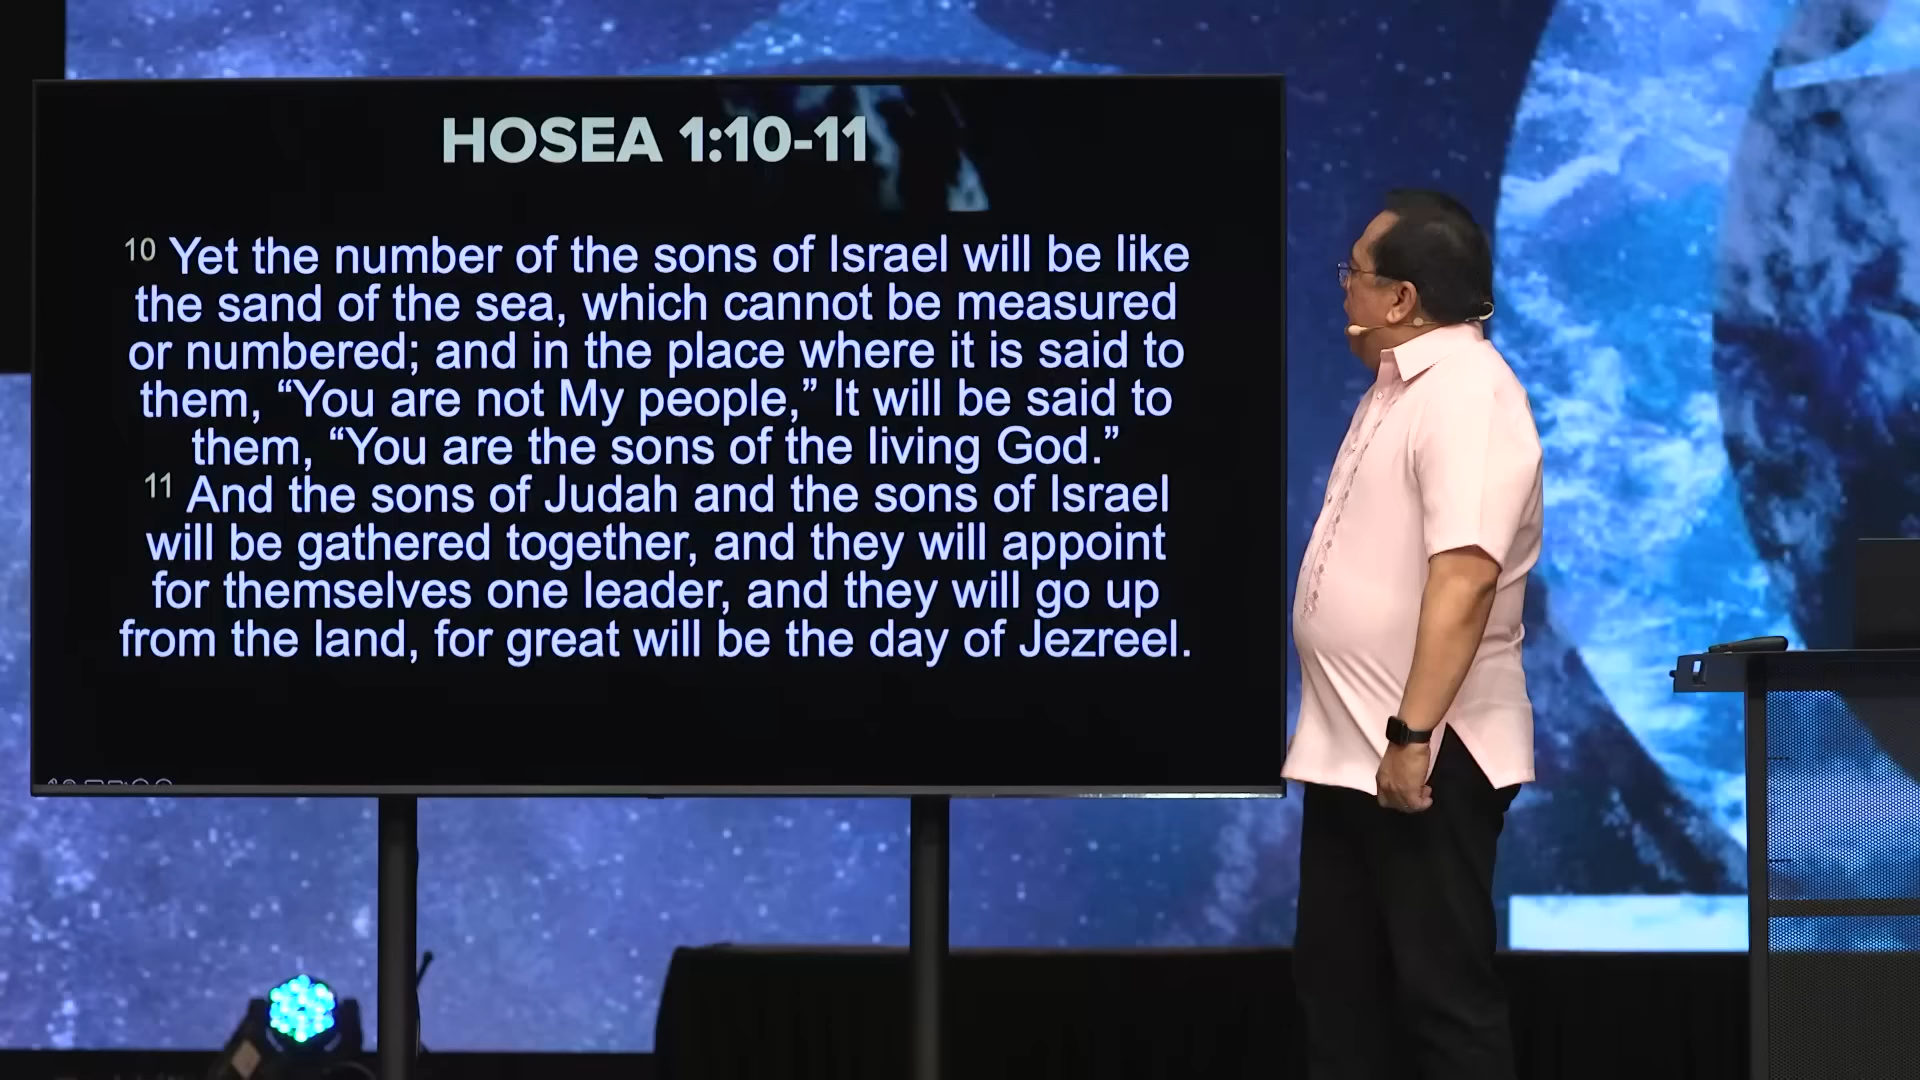 HOSEA 1:10-11
10 Yet the number of the sons of Israel will be like
the sand of the sea, which cannot be measured
or numbered; and in the place where it is said to
them, “You are not My people,” It will be said to
them, “You are the sons of the living God.”
11 And the sons of Judah and the sons of Israel
will be gathered together, and they will appoint
for themselves one leader, and they will go up
from the land, for great will be the day of Jezreel.